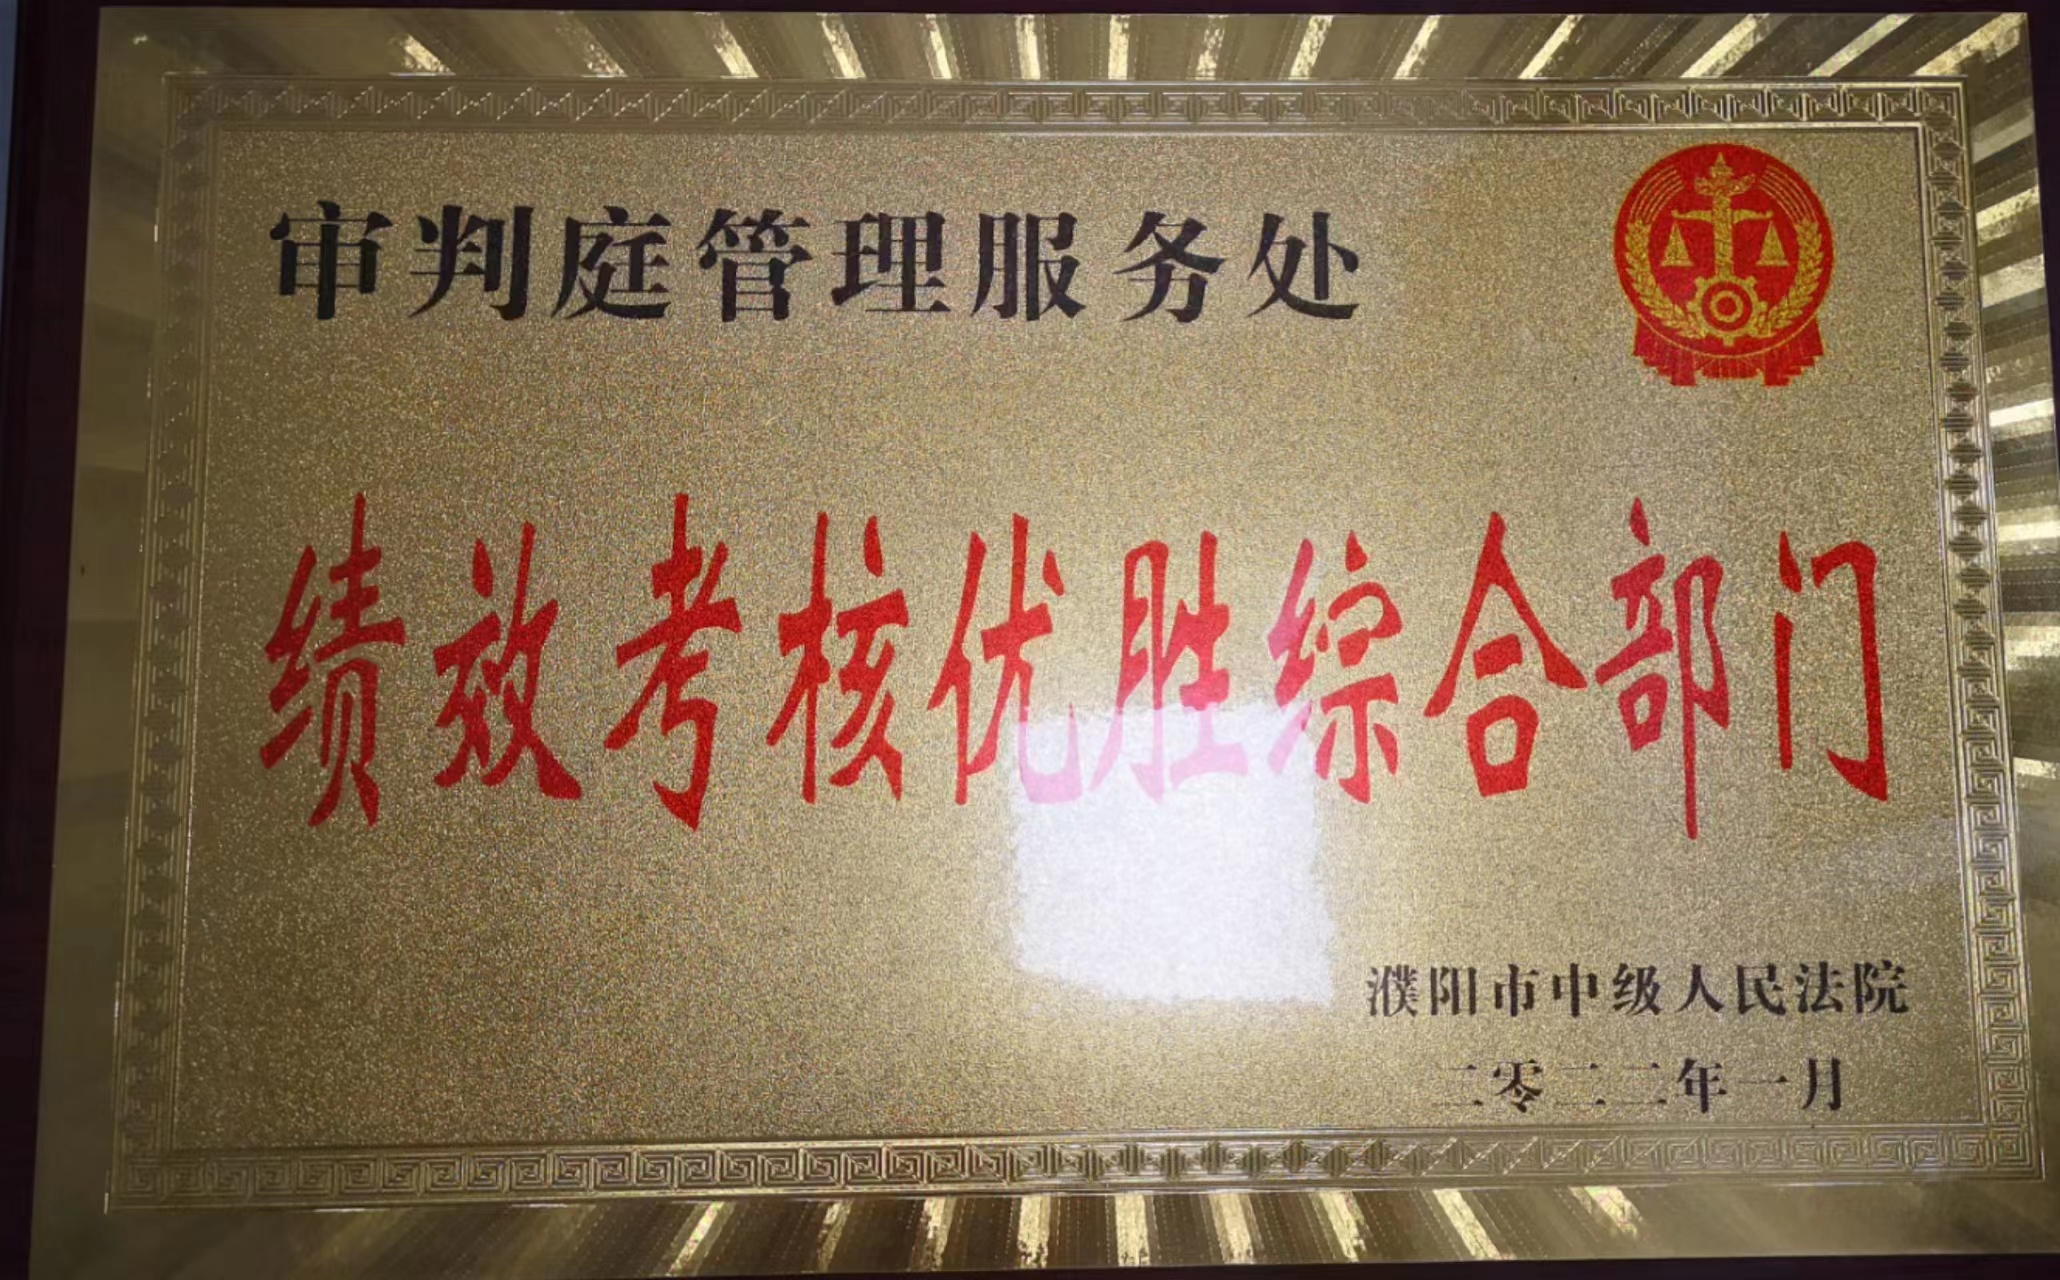 审判庭管理服务处
绩效考核优胜综合部门
濮阳市中级人民法院
二零二二年一月